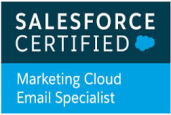 SALESFORCE
CERTIFIED
Marketing Cloud
Email Specialist